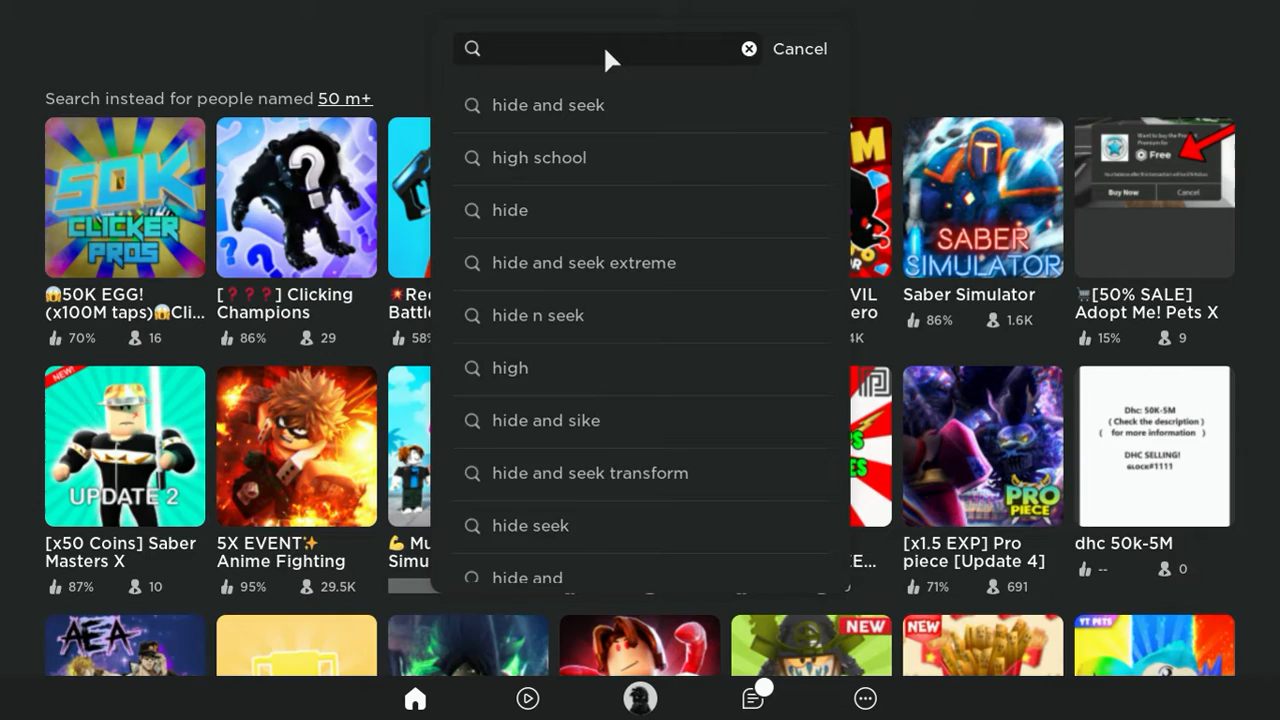 Cancel
Search instead for people named 50 m+
hide and seek
high school
hide
hide and seek extreme
hide n seek
high
hide and sike
hide and seek transform
hide seek
hide and
50K
CLICKER
PROS
😱50K EGG!
(x100M taps)😱Cli...
70% 16
[❓❓❓] Clicking
Champions
86% 29
💥Re
Battl
58%
M
VIL
ero
4K
SABER
SIMULATOR
Saber Simulator
86% 1.6K
Free
Buy Now Cancel
🛒[50% SALE]
Adopt Me! Pets X
15% 9
NEW!
UPDATE 2
[x50 Coins] Saber
Masters X
87% 10
5X EVENT✨
Anime Fighting
95% 29.5K
💪 Mu
Simu
ES
E...
PRO
PIECE
[x1.5 EXP] Pro
piece [Update 4]
71% 691
Dhc: 50K-5M
( Check the description )
( for more information )
DHC SELLING!
dhc 50k-5M
-- 0
AEA
NEW
NEW
YT PETS